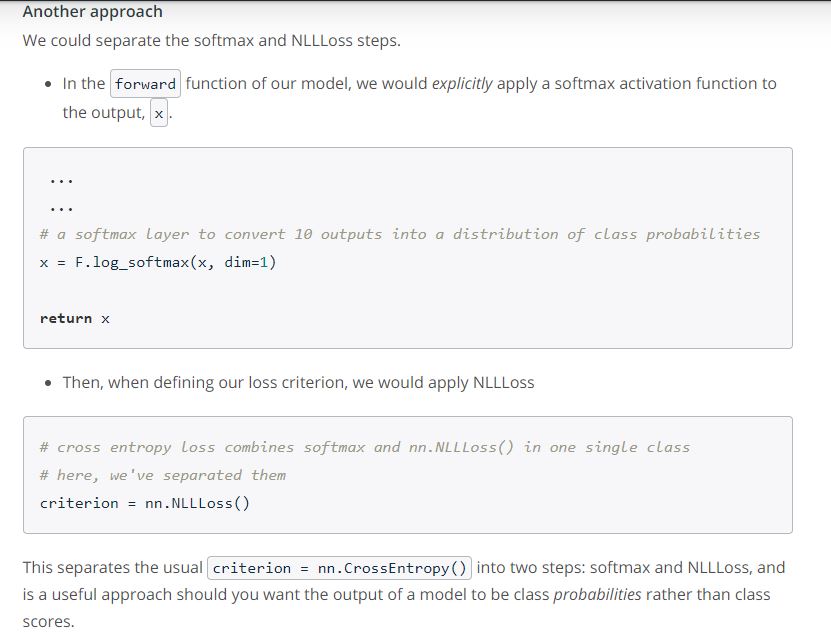 Another approach
We could separate the softmax and NLLLoss steps.
• In the forward function of our model, we would explicitly apply a softmax activation function to
the output, x.
...
...
# a softmax layer to convert 10 outputs into a distribution of class probabilities
x = F.log_softmax(x, dim=1)
return x
• Then, when defining our loss criterion, we would apply NLLLoss
# cross entropy loss combines softmax and nn.NLLLoss() in one single class
# here, we've separated them
criterion = nn.NLLLoss()
This separates the usual criterion = nn.CrossEntropy() into two steps: softmax and NLLLoss, and
is a useful approach should you want the output of a model to be class probabilities rather than class
scores.